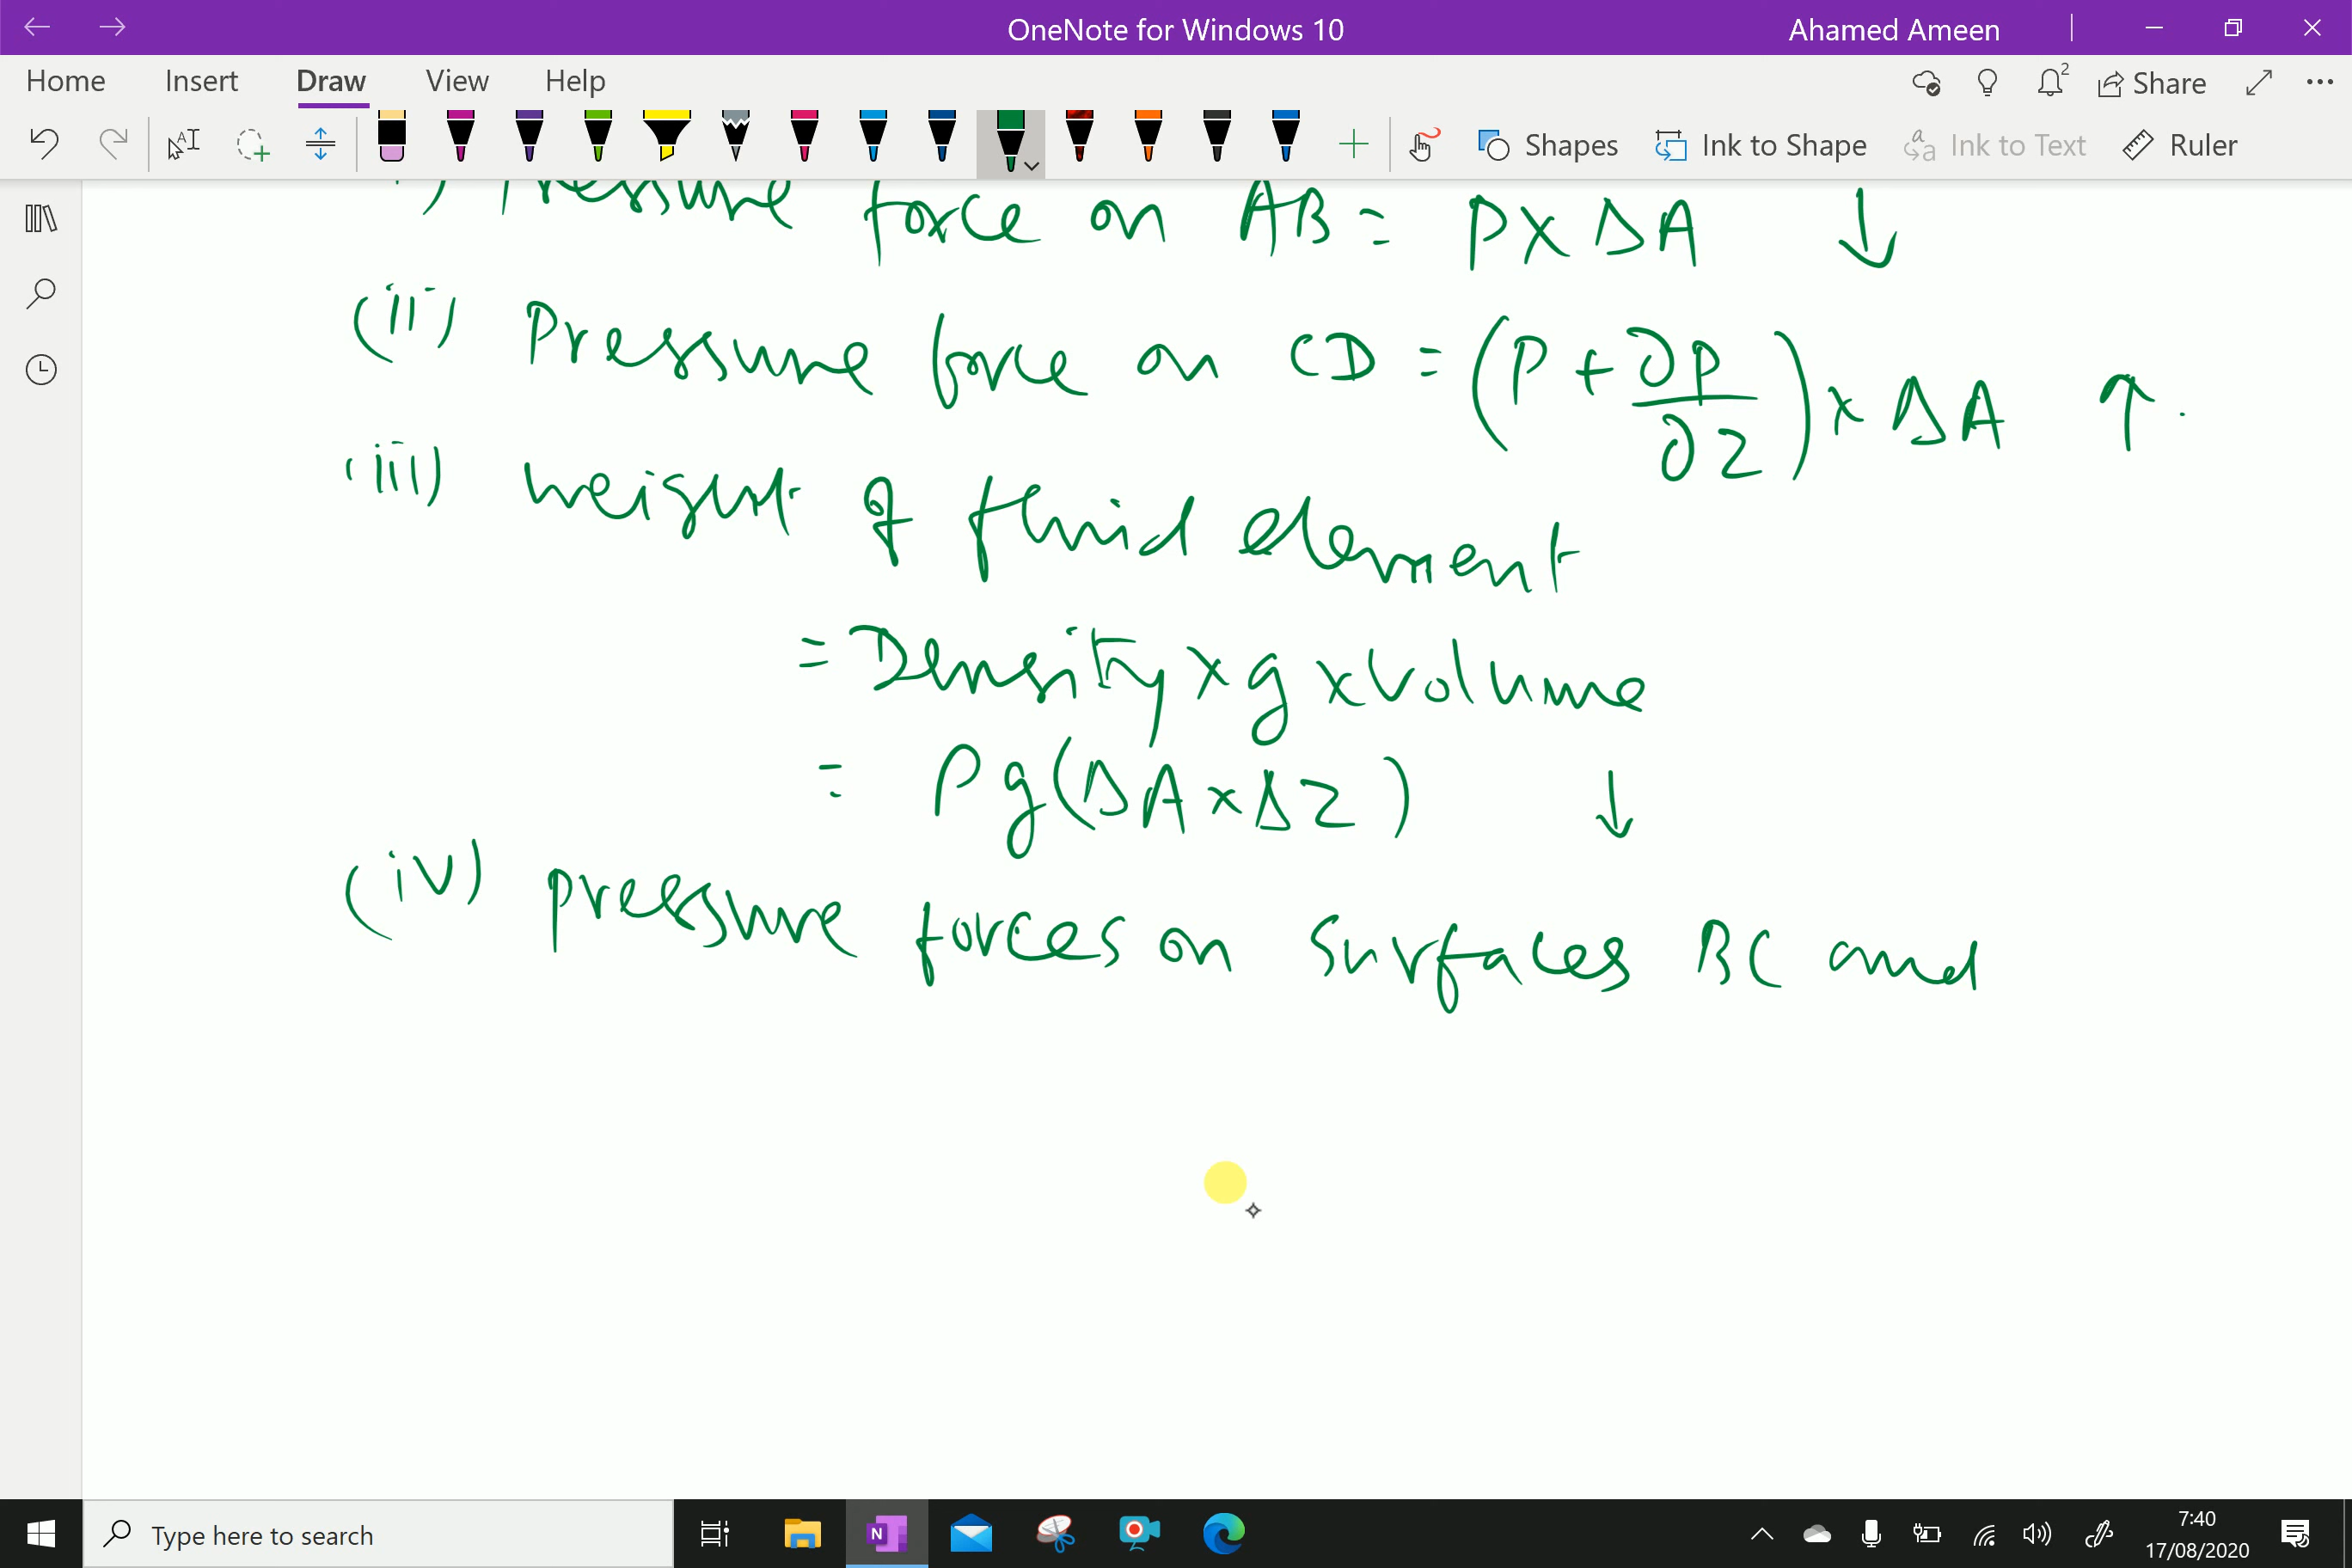 OneNote for Windows 10 Ahamed Ameen
Home Insert Draw View Help 2 Share
Shapes Ink to Shape Ink to Text Ruler
i) Pressure force on AB = P X ΔA ↓
(ii) Pressure force on CD = (P + ∂P/∂Z) x ΔA ↑.
(iii) weight of fluid element
= Density x g x volume
= ρg(ΔA x ΔZ) ↓
(iv) pressure forces on surfaces BC and
Type here to search
7:40
17/08/2020